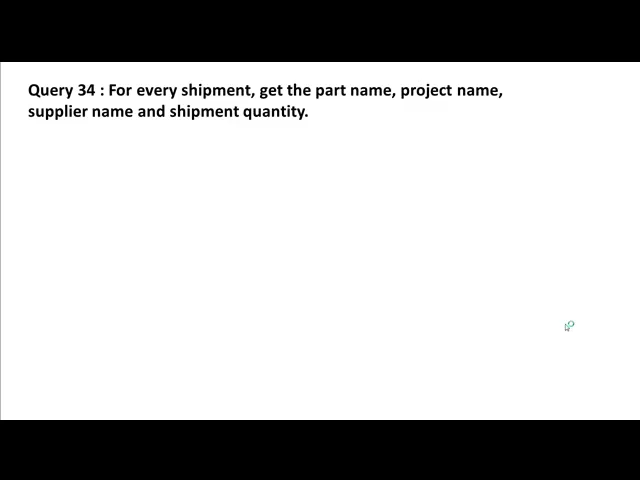 Query 34 : For every shipment, get the part name, project name,
supplier name and shipment quantity.